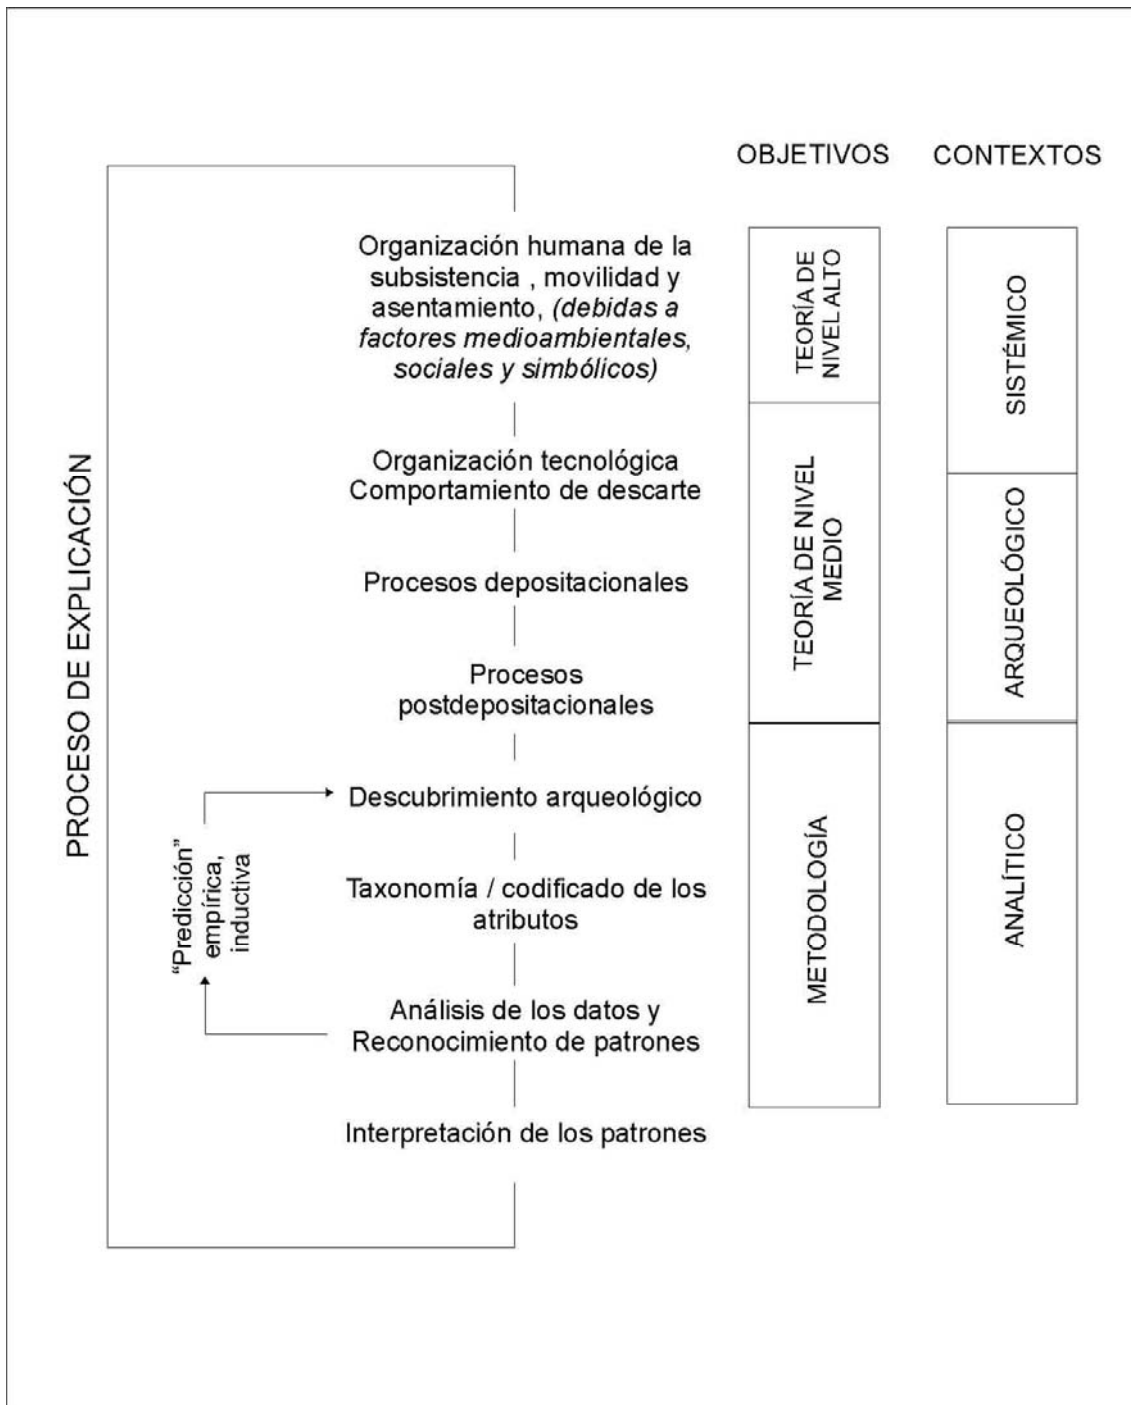 OBJETIVOS
CONTEXTOS
PROCESO DE EXPLICACIÓN
Organización humana de la
subsistencia , movilidad y
asentamiento, (debidas a
factores medioambientales,
sociales y simbólicos)
Organización tecnológica
Comportamiento de descarte
Procesos depositacionales
Procesos
postdepositacionales
Descubrimiento arqueológico
Taxonomía / codificado de los
atributos
Análisis de los datos y
Reconocimiento de patrones
Interpretación de los patrones
“Predicción”
empírica,
inductiva
TEORÍA DE
NIVEL ALTO
TEORÍA DE NIVEL
MEDIO
METODOLOGÍA
SISTÉMICO
ARQUEOLÓGICO
ANALÍTICO